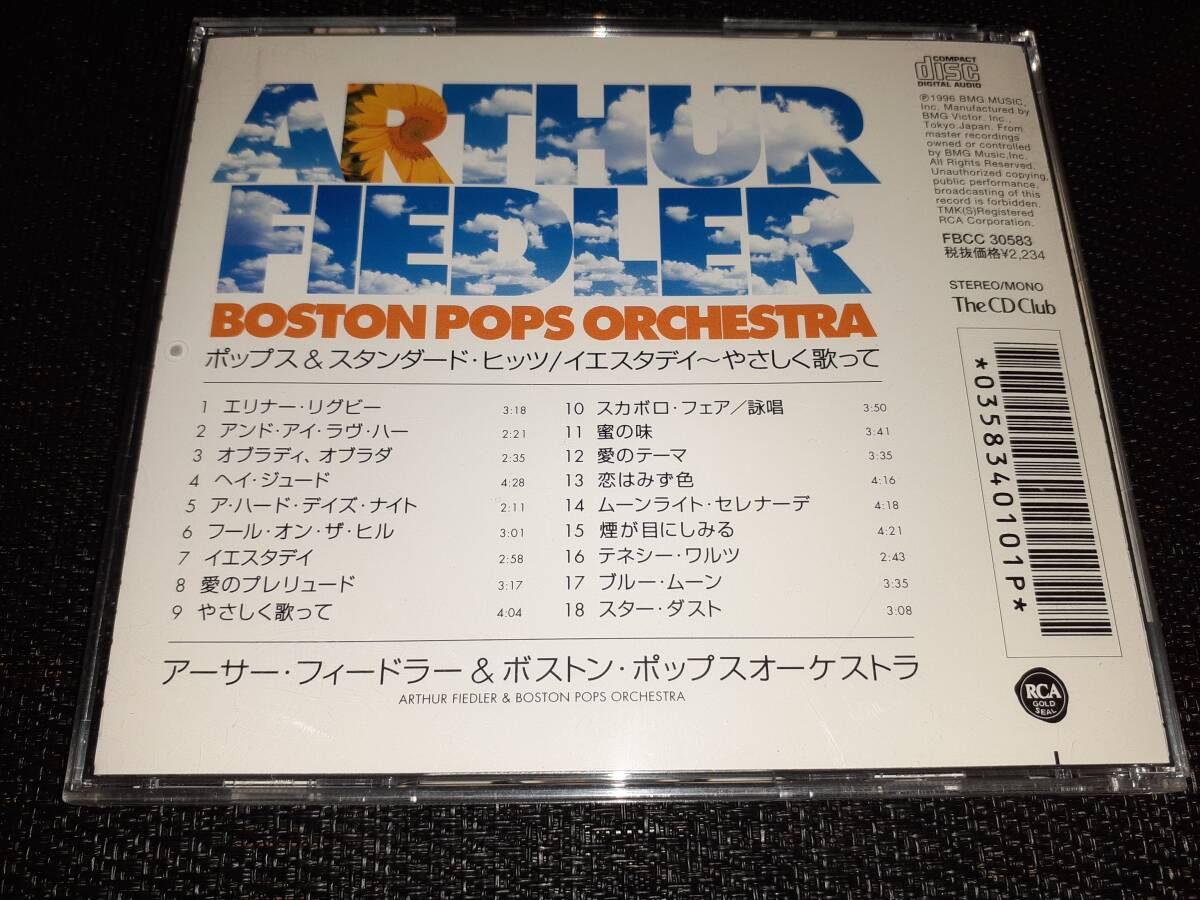 ARTHUR
FIEDLER
BOSTON POPS ORCHESTRA
ポップス&スタンダード・ヒッツ/イエスタデイ〜やさしく歌って
1 エリナー・リグビー 3:18
2 アンド・アイ・ラヴ・ハー 2:21
3 オブラディ、オブラダ 2:35
4 ヘイ・ジュード 4:28
5 ア・ハード・デイズ・ナイト 2:11
6 フール・オン・ザ・ヒル 3:01
7 イエスタデイ 2:58
8 愛のプレリュード 3:17
9 やさしく歌って 4:04
10 スカボロ・フェア/詠唱 3:50
11 蜜の味 3:41
12 愛のテーマ 3:35
13 恋はみず色 4:16
14 ムーンライト・セレナーデ 4:18
15 煙が目にしみる 4:21
16 テネシー・ワルツ 2:43
17 ブルー・ムーン 3:35
18 スター・ダスト 3:08
アーサー・フィードラー&ボストン・ポップスオーケストラ
ARTHUR FIEDLER & BOSTON POPS ORCHESTRA
COMPACT
disc
DIGITAL AUDIO
℗1996 BMG MUSIC,
Inc. Manufactured by
BMG Victor, Inc.,
Tokyo.Japan. From
master recordings
owned or controlled
by BMG Music,Inc.
All Rights Reserved.
Unauthorized copying,
public performance.
broadcasting of this
record is forbidden.
TMK(S)Registered
RCA Corporation.
FBCC 30583
税抜価格¥2,234
STEREO/MONO
The CD Club
*0358340101P*
RCA
GOLD
SEAL